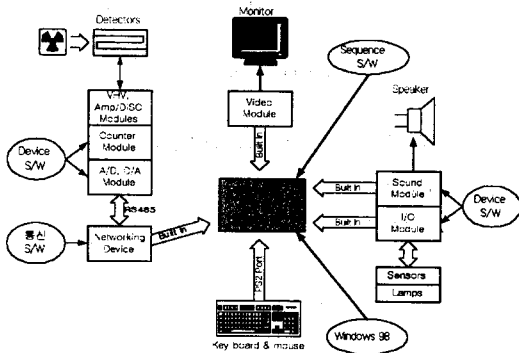 Detectors
VHV,
Amp/DISC
Modules
Counter
Module
A/D, D/A
Module
Device
S/W
RS485
통신
S/W
Networking
Device
Built In
Monitor
Video
Module
Built In
Sequence
S/W
Speaker
Built In
Sound
Module
Built In
I/O
Module
Device
S/W
Sensors
Lamps
PS2 Port
Key board & mouse
Windows 98